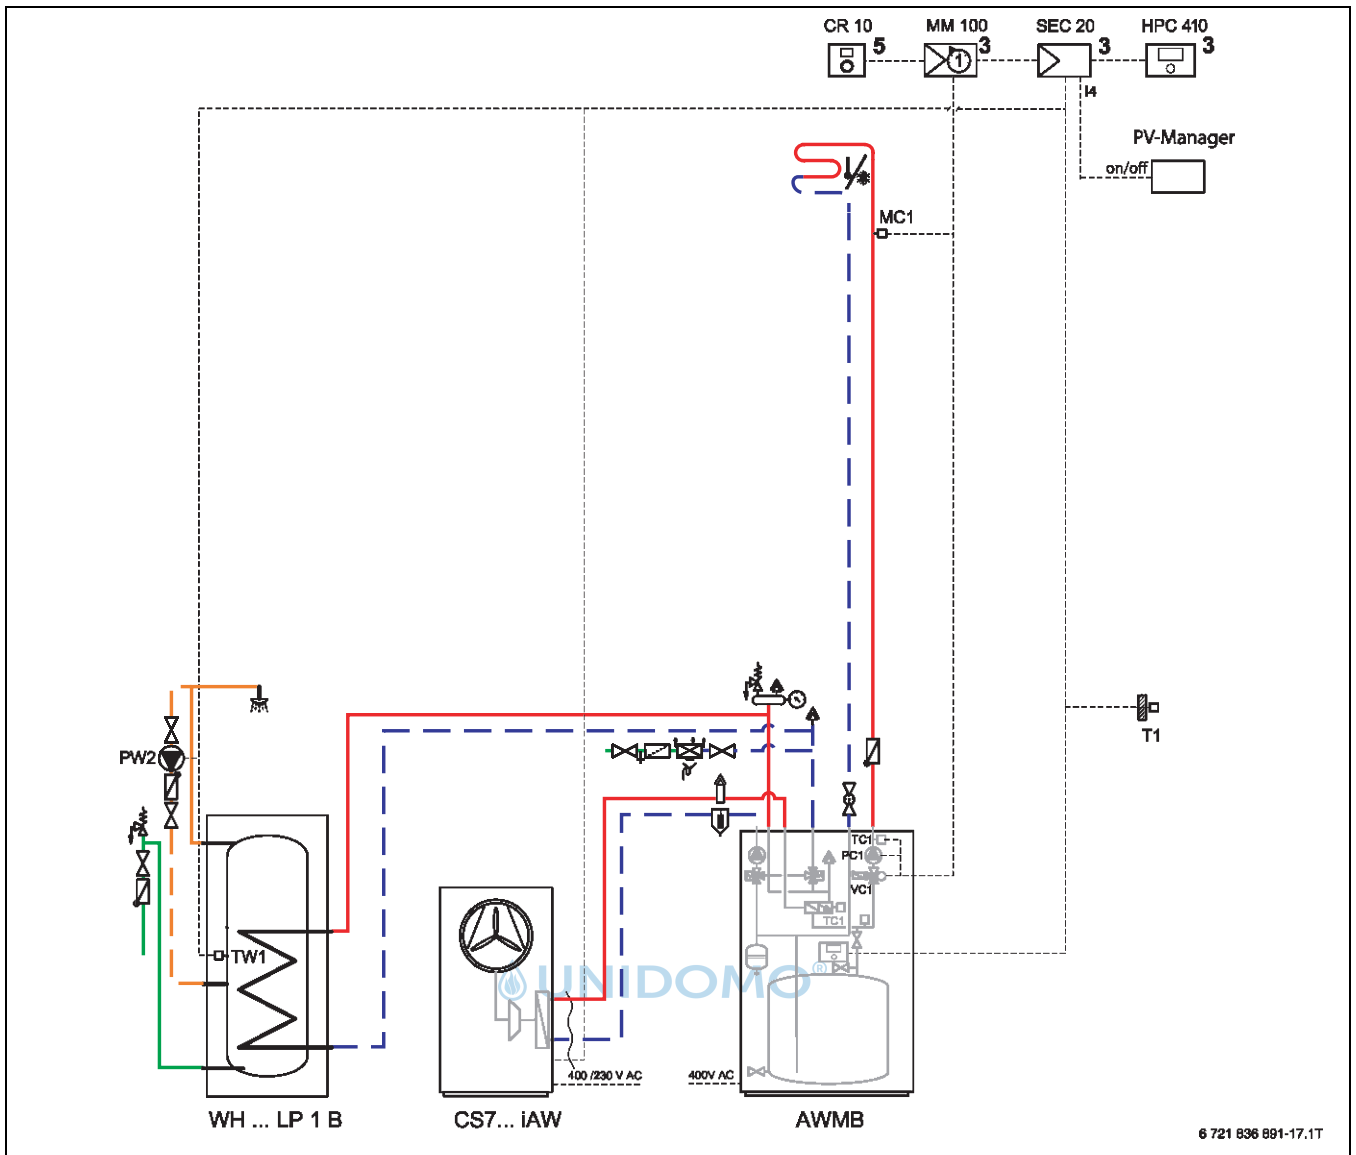 CR 10 MM 100 SEC 20 HPC 410
5 3 3 3
1
I4
PV-Manager
on/off
MC1
T1
PW2
TC1
PC1
VC1
TC1
TW1
UNIDOMO®
400 /230 V AC
400V AC
WH ... LP 1 B
CS7... iAW
AWMB
6 721 836 891-17.1T